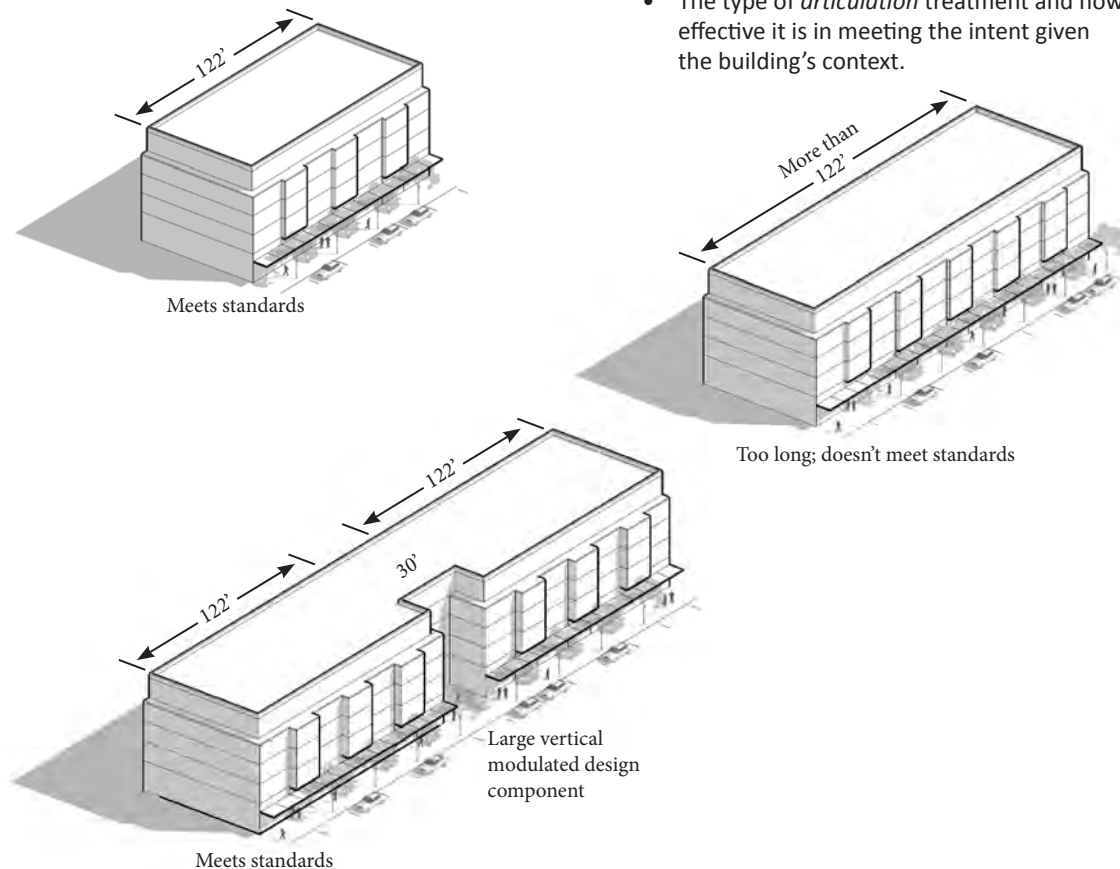 • The type of articulation treatment and how
effective it is in meeting the intent given
the building's context.
122’
Meets standards
More than
122’
Too long; doesn’t meet standards
122’
122’
30’
Large vertical
modulated design
component
Meets standards